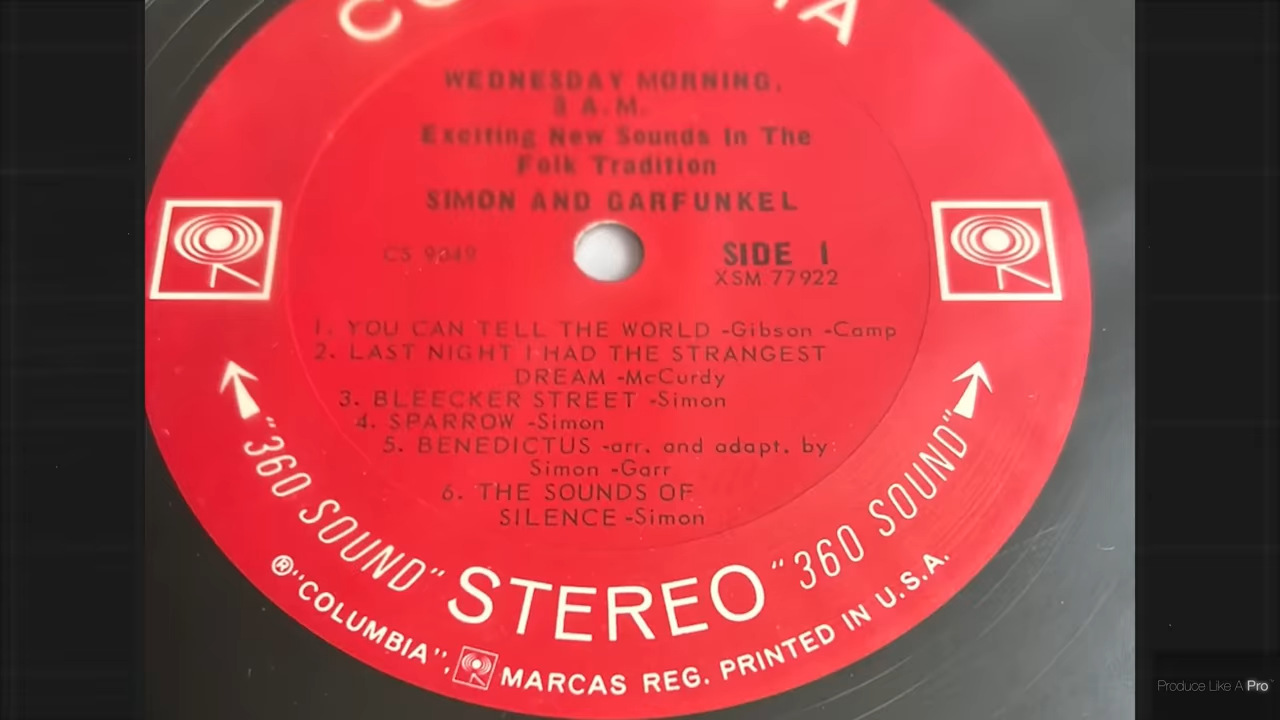 COLUMBIA
WEDNESDAY MORNING,
3 A.M.
Exciting New Sounds In The
Folk Tradition
SIMON AND GARFUNKEL
CS 9049
SIDE 1
XSM 77922
1. YOU CAN TELL THE WORLD -Gibson -Camp
2. LAST NIGHT I HAD THE STRANGEST
DREAM -McCurdy
3. BLEECKER STREET -Simon
4. SPARROW -Simon
5. BENEDICTUS -arr. and adapt. by
Simon -Garr
6. THE SOUNDS OF
SILENCE -Simon
"360 SOUND" STEREO "360 SOUND"
®"COLUMBIA", MARCAS REG. PRINTED IN U.S.A.
Produce Like A Pro